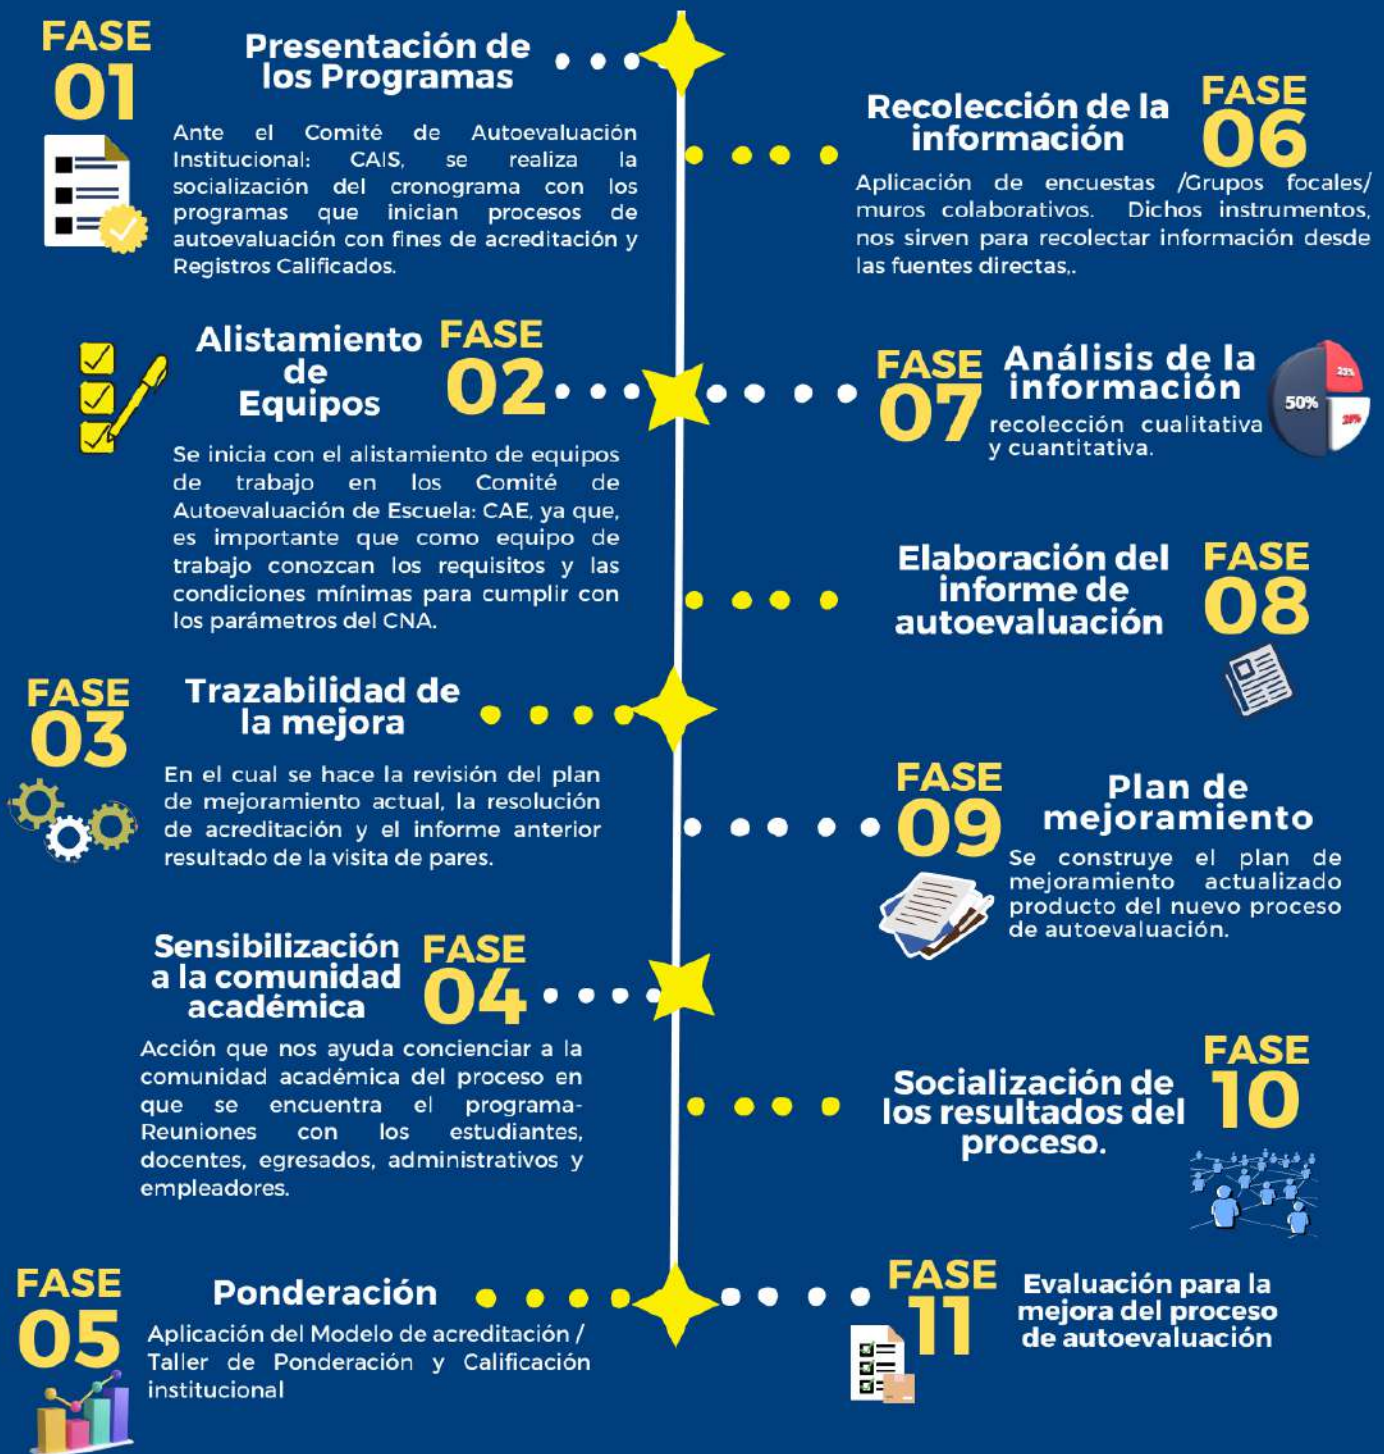 FASE
01
Presentación de
los Programas
Ante el Comité de Autoevaluación
Institucional: CAIS, se realiza la
socialización del cronograma con los
programas que inician procesos de
autoevaluación con fines de acreditación y
Registros Calificados.
Alistamiento
de
Equipos
FASE
02
Se inicia con el alistamiento de equipos
de trabajo en los Comité de
Autoevaluación de Escuela: CAE, ya que,
es importante que como equipo de
trabajo conozcan los requisitos y las
condiciones mínimas para cumplir con
los parámetros del CNA.
FASE
03
Trazabilidad de
la mejora
En el cual se hace la revisión del plan
de mejoramiento actual, la resolución
de acreditación y el informe anterior
resultado de la visita de pares.
Sensibilización
a la comunidad
académica
FASE
04
Acción que nos ayuda concienciar a la
comunidad académica del proceso en
que se encuentra el programa-
Reuniones con los estudiantes,
docentes, egresados, administrativos y
empleadores.
FASE
05
Ponderación
Aplicación del Modelo de acreditación /
Taller de Ponderación y Calificación
institucional
Recolección de la
información
FASE
06
Aplicación de encuestas /Grupos focales/
muros colaborativos. Dichos instrumentos,
nos sirven para recolectar información desde
las fuentes directas,.
FASE
07
Análisis de la
información
recolección cualitativa
y cuantitativa.
50%
Elaboración del
informe de
autoevaluación
FASE
08
FASE
09
Plan de
mejoramiento
Se construye el plan de
mejoramiento actualizado
producto del nuevo proceso
de autoevaluación.
Socialización de
los resultados del
proceso.
FASE
10
FASE
11
Evaluación para la
mejora del proceso
de autoevaluación